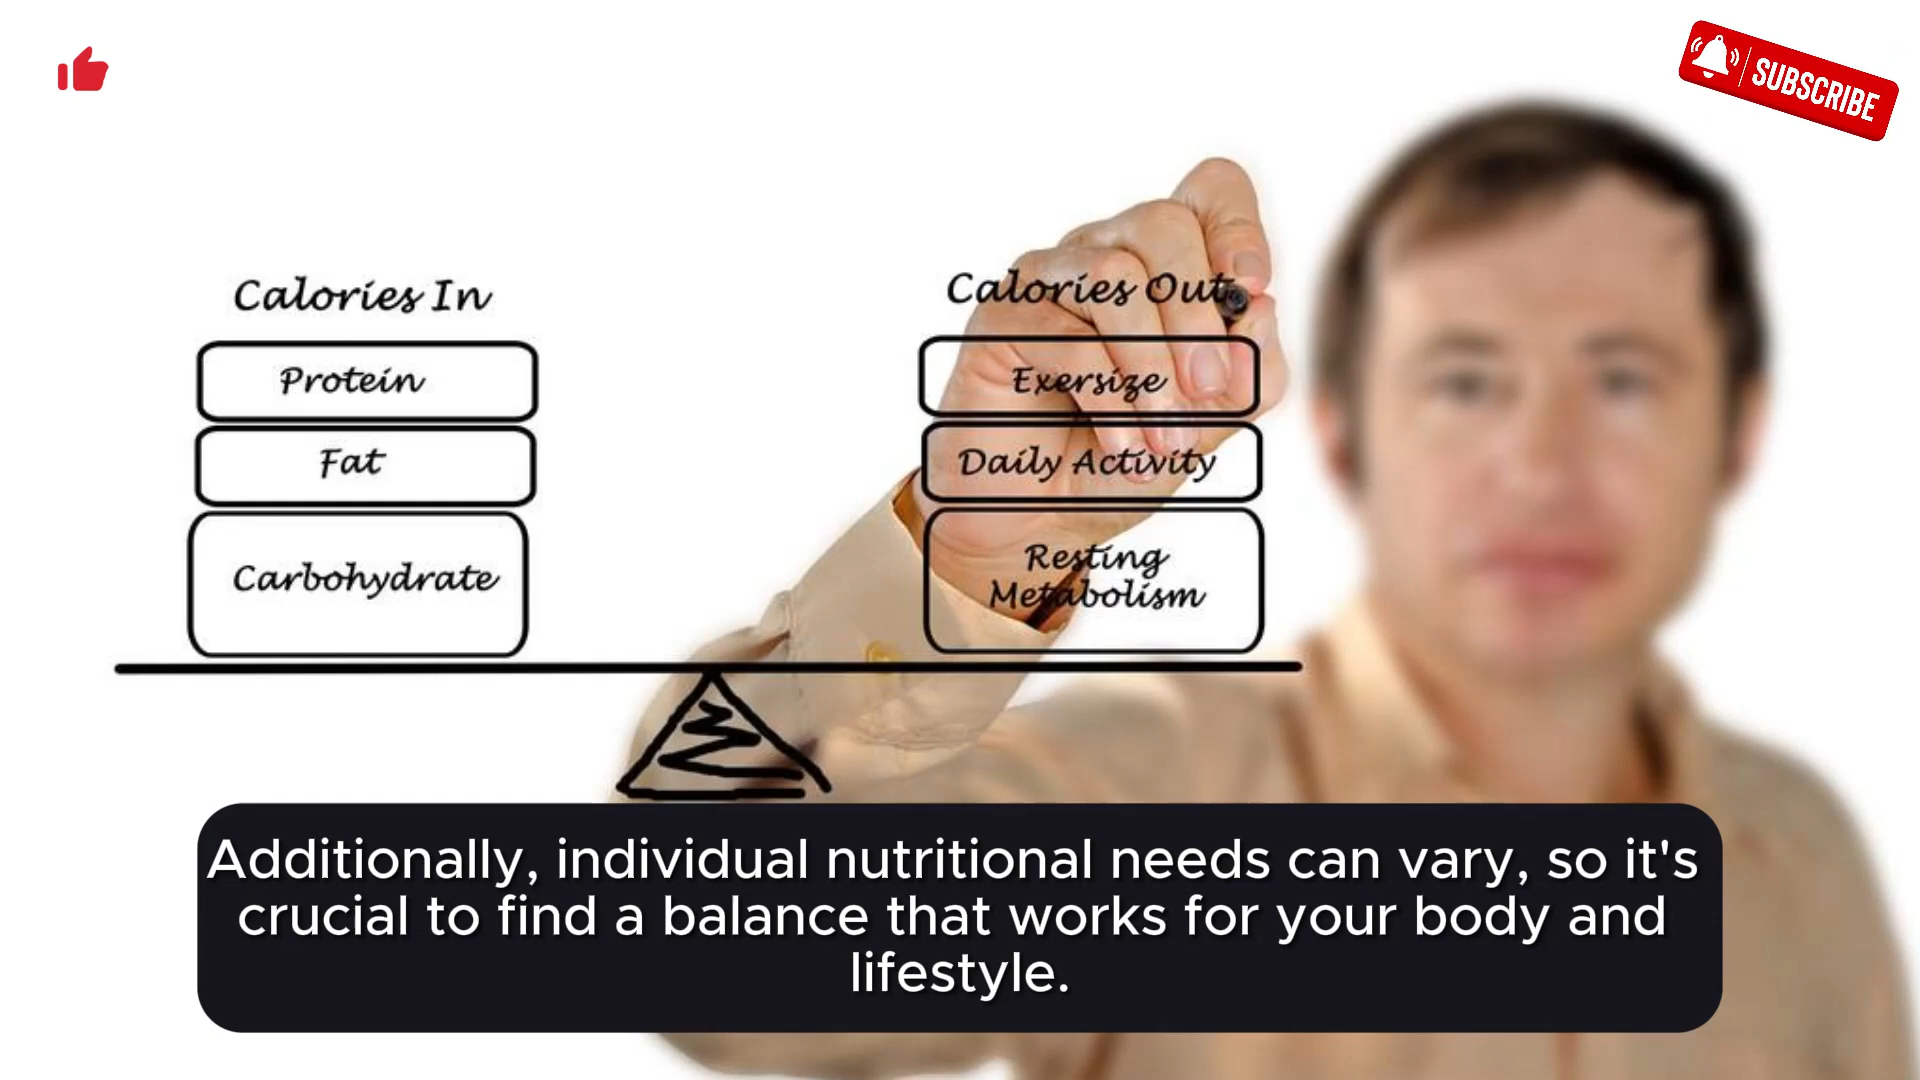 SUBSCRIBE
Calories In
Calories Out
Protein
Exersize
Fat
Daily Activity
Carbohydrate
Resting
Metabolism
Additionally, individual nutritional needs can vary, so it's
crucial to find a balance that works for your body and
lifestyle.